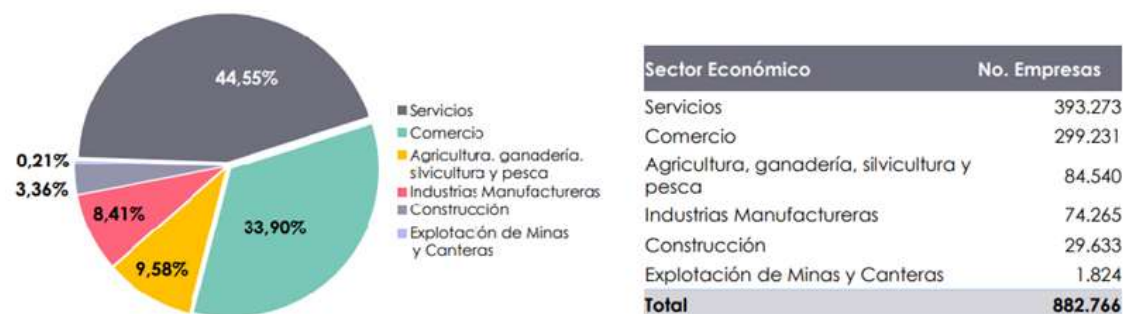 44,55%
0,21%
3,36%
8,41%
9,58%
33,90%
Servicios
Comercio
Agricultura, ganadería,
silvicultura y pesca
Industrias Manufactureras
Construcción
Explotación de Minas
y Canteras
Sector Económico No. Empresas
Servicios 393.273
Comercio 299.231
Agricultura, ganadería, silvicultura y
pesca 84.540
Industrias Manufactureras 74.265
Construcción 29.633
Explotación de Minas y Canteras 1.824
Total 882.766